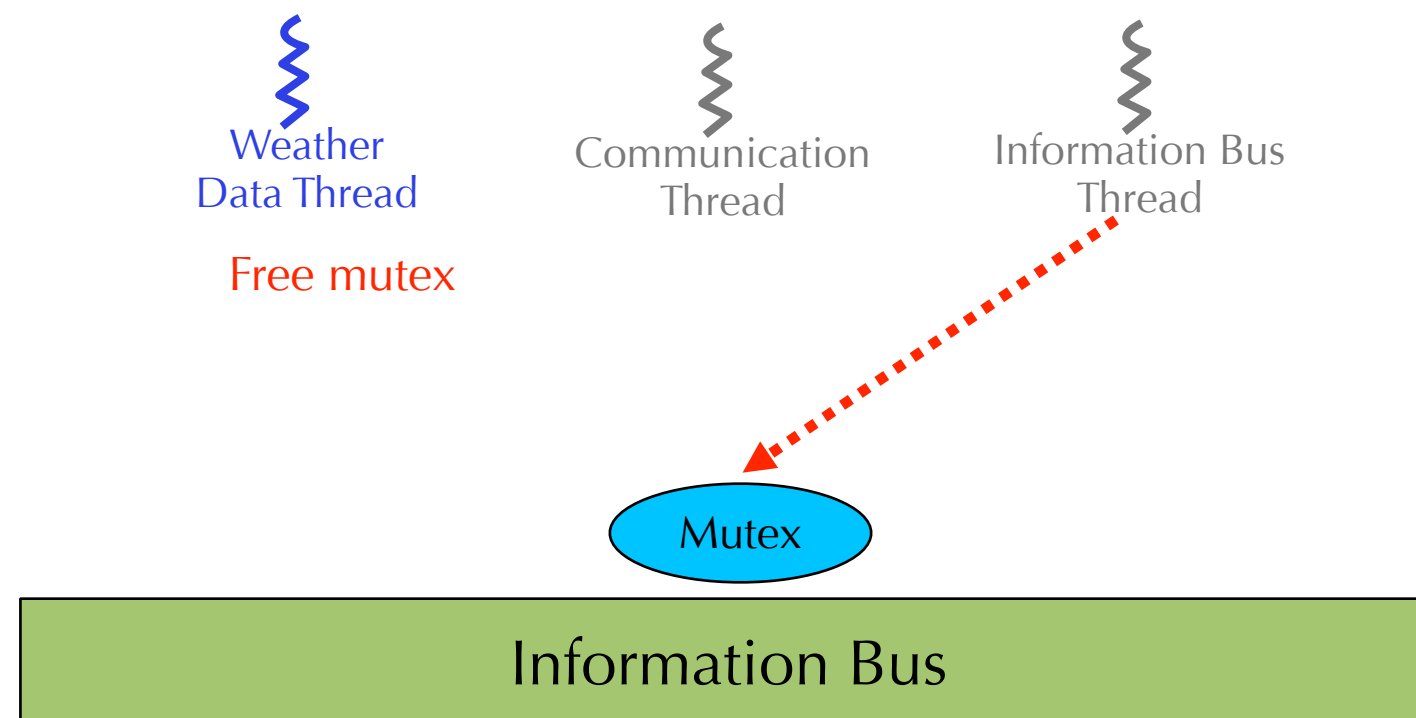 Weather
Data Thread
Communication
Thread
Information Bus
Thread
Free mutex
Mutex
Information Bus